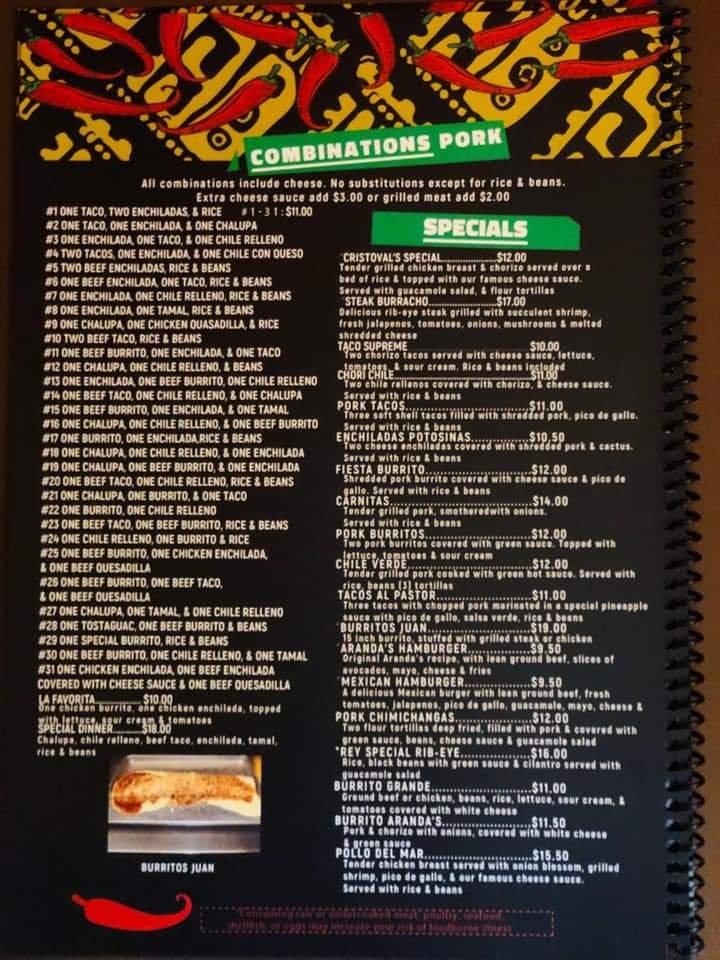 COMBINATIONS PORK
All combinations include cheese. No substitutions except for rice & beans.
Extra cheese sauce add $3.00 or grilled meat add $2.00
#1 ONE TACO, TWO ENCHILADAS, & RICE #1-31:$11.00
#2 ONE TACO, ONE ENCHILADA, & ONE CHALUPA
#3 ONE ENCHILADA, ONE TACO, & ONE CHILE RELLENO
#4 TWO TACOS, ONE ENCHILADA, & ONE CHILE CON QUESO
#5 TWO BEEF ENCHILADAS, RICE & BEANS
#6 ONE BEEF ENCHILADA, ONE TACO, RICE & BEANS
#7 ONE ENCHILADA, ONE CHILE RELLENO, RICE & BEANS
#8 ONE ENCHILADA, ONE TAMAL, RICE & BEANS
#9 ONE CHALUPA, ONE CHICKEN QUASADILLA, & RICE
#10 TWO BEEF TACO, RICE & BEANS
#11 ONE BEEF BURRITO, ONE ENCHILADA, & ONE TACO
#12 ONE CHALUPA, ONE CHILE RELLENO, & BEANS
#13 ONE ENCHILADA, ONE BEEF BURRITO, ONE CHILE RELLENO
#14 ONE BEEF TACO, ONE CHILE RELLENO, & ONE CHALUPA
#15 ONE BEEF BURRITO, ONE ENCHILADA, & ONE TAMAL
#16 ONE CHALUPA, ONE CHILE RELLENO, & ONE BEEF BURRITO
#17 ONE BURRITO, ONE ENCHILADA,RICE & BEANS
#18 ONE CHALUPA, ONE CHILE RELLENO, & ONE ENCHILADA
#19 ONE CHALUPA, ONE BEEF BURRITO, & ONE ENCHILADA
#20 ONE BEEF TACO, ONE CHILE RELLENO, RICE & BEANS
#21 ONE CHALUPA, ONE BURRITO, & ONE TACO
#22 ONE BURRITO, ONE CHILE RELLENO
#23 ONE BEEF TACO, ONE BEEF BURRITO, RICE & BEANS
#24 ONE CHILE RELLENO, ONE BURRITO & RICE
#25 ONE BEEF BURRITO, ONE CHICKEN ENCHILADA,
& ONE BEEF QUESADILLA
#26 ONE BEEF BURRITO, ONE BEEF TACO,
& ONE BEEF QUESADILLA
#27 ONE CHALUPA, ONE TAMAL, & ONE CHILE RELLENO
#28 ONE TOSTAGUAC, ONE BEEF BURRITO & BEANS
#29 ONE SPECIAL BURRITO, RICE & BEANS
#30 ONE BEEF BURRITO, ONE CHILE RELLENO, & ONE TAMAL
#31 ONE CHICKEN ENCHILADA, ONE BEEF ENCHILADA
COVERED WITH CHEESE SAUCE & ONE BEEF QUESADILLA
LA FAVORITA............$10.00
One chicken burrito, one chicken enchilada, topped
with lettuce, sour cream & tomatoes
SPECIAL DINNER.......$18.00
Chalupa, chile relleno, beef taco, enchilada, tamal,
rice & beans
BURRITOS JUAN
SPECIALS
*CRISTOVAL'S SPECIAL............$12.00
Tender grilled chicken breast & chorizo served over a
bed of rice & topped with our famous cheese sauce.
Served with guacamole salad, & flour tortillas
*STEAK BURRACHO...............$17.00
Delicious rib-eye steak grilled with succulent shrimp,
fresh jalapenos, tomatoes, onions, mushrooms & melted
shredded cheese
TACO SUPREME...............$10.00
Two chorizo tacos served with cheese sauce, lettuce,
tomatoes, & sour cream. Rice & beans included
CHORI CHILE...............$11.00
Two chile rellenos covered with chorizo, & cheese sauce.
Served with rice & beans
PORK TACOS...............$11.00
Three soft shell tacos filled with shredded pork, pico de gallo.
Served with rice & beans
ENCHILADAS POTOSINAS...............$10,50
Two cheese enchiladas covered with shredded pork & cactus.
Served with rice & beans
FIESTA BURRITO...............$12.00
Shredded pork burrito covered with cheese sauce & pico de
gallo. Served with rice & beans
CARNITAS...............$14.00
Tender grilled pork, smotheredwith onions.
Served with rice & beans
PORK BURRITOS...............$12.00
Two pork burritos covered with green sauce. Topped with
lettuce, tomatoes & sour cream
CHILE VERDE...............$12.00
Tender grilled pork cooked with green hot sauce. Served with
rice, beans (3) tortillas
TACOS AL PASTOR...............$11.00
Three tacos with chopped pork marinated in a special pineapple
sauce with pico de gallo, salsa verde, rice & beans
*BURRITOS JUAN...............$19.00
15 inch burrito, stuffed with grilled steak or chicken
*ARANDA'S HAMBURGER...............$9.50
Original Aranda's recipe, with lean ground beef, slices of
avocados, mayo, cheese & fries
*MEXICAN HAMBURGER...............$9.50
A delicious Mexican burger with lean ground beef, fresh
tomatoes, jalapenos, pico de gallo, guacamole, mayo, cheese &
PORK CHIMICHANGAS...............$12.00
Two flour tortillas deep fried, filled with pork & covered with
green sauce, beans, cheese sauce & guacamole salad
*REY SPECIAL RIB-EYE...............$16.00
Rice, black beans with green sauce & cilantro served with
guacamole salad
BURRITO GRANDE...............$11.00
Ground beef or chicken, beans, rice, lettuce, sour cream, &
tomatoes covered with white cheese
BURRITO ARANDA'S...............$11.50
Pork & chorizo with onions, covered with white cheese
& green sauce
POLLO DEL MAR...............$15.50
Tender chicken breast served with onion blossom, grilled
shrimp, pico de gallo, & our famous cheese sauce.
Served with rice & beans
*Consuming raw or undercooked meat, poultry, seafood,
shellfish, or eggs may increase your risk of foodborne illness